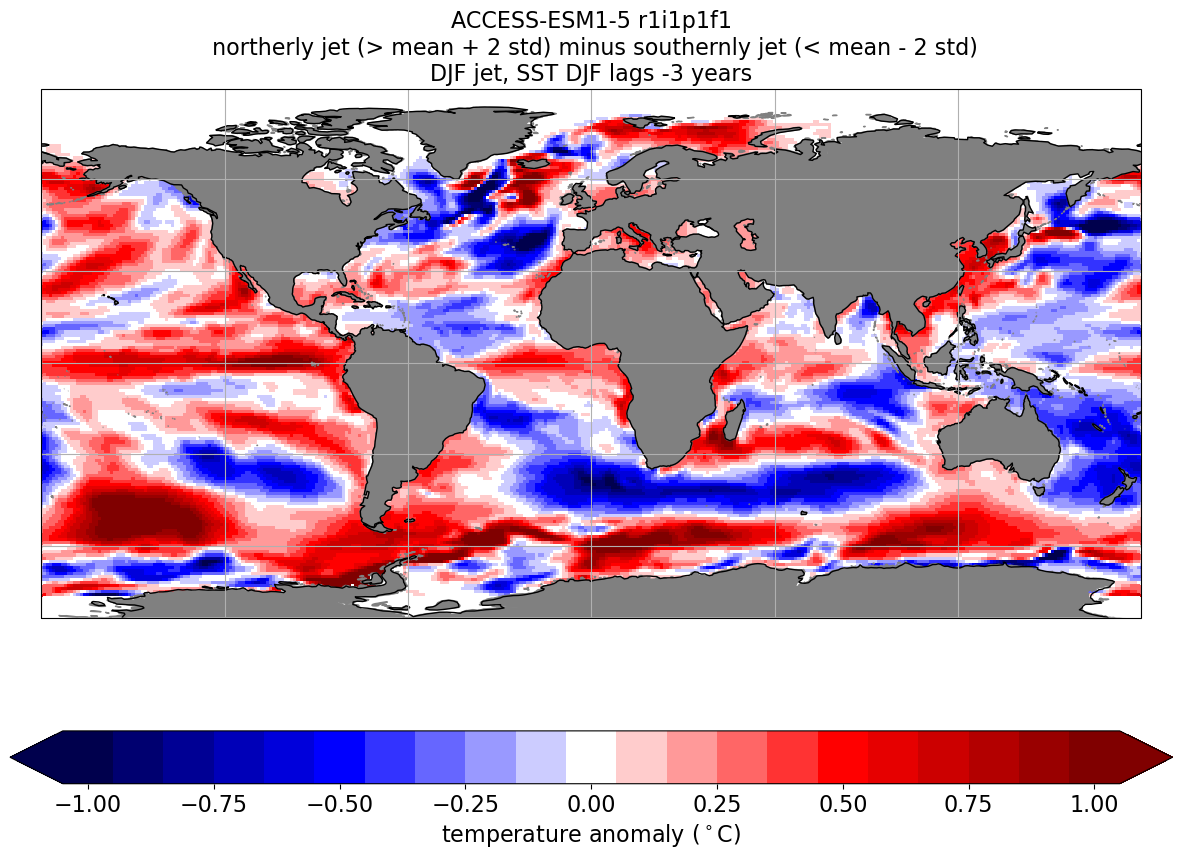 ACCESS-ESM1-5 r1i1p1f1
northerly jet (> mean + 2 std) minus southernly jet (< mean - 2 std)
DJF jet, SST DJF lags -3 years
−1.00 −0.75 −0.50 −0.25 0.00 0.25 0.50 0.75 1.00
temperature anomaly (°C)